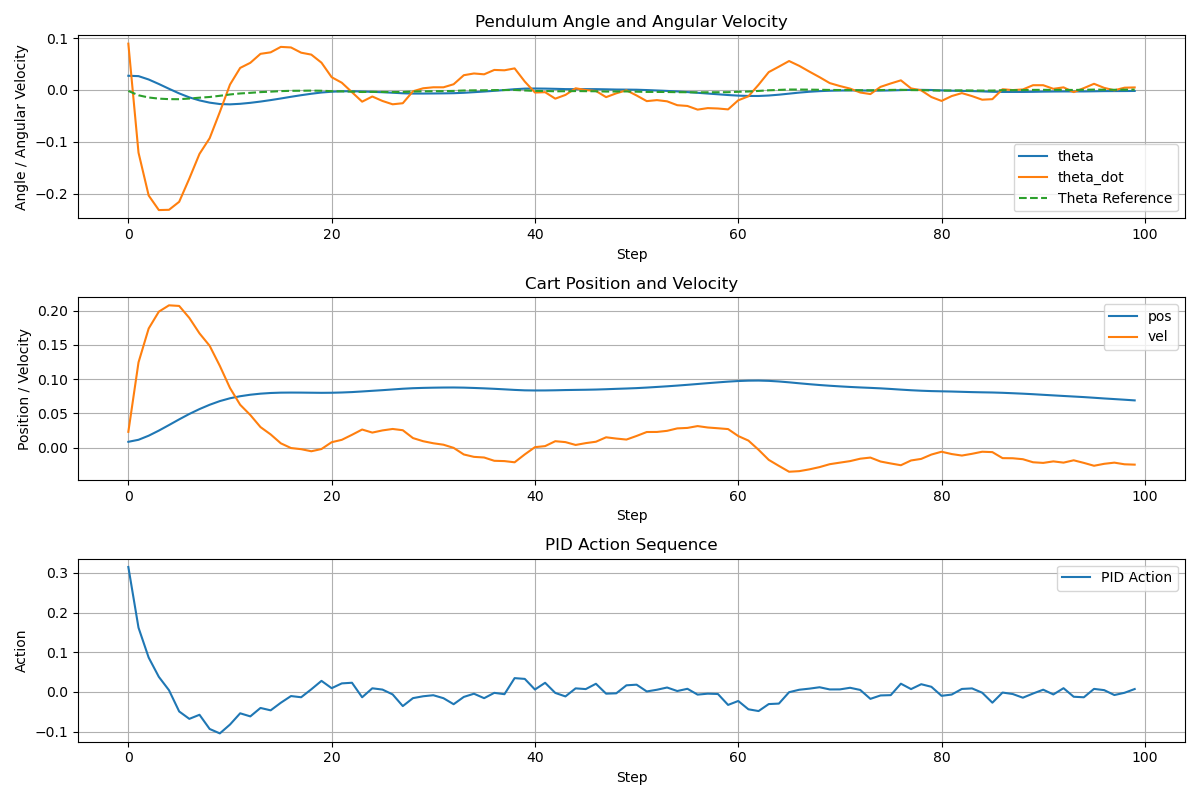 Pendulum Angle and Angular Velocity
Angle / Angular Velocity
0.1
0.0
−0.1
−0.2
theta
theta_dot
Theta Reference
0 20 40 60 80 100
Step
Cart Position and Velocity
Position / Velocity
0.20
0.15
0.10
0.05
0.00
pos
vel
0 20 40 60 80 100
Step
PID Action Sequence
Action
0.3
0.2
0.1
0.0
−0.1
PID Action
0 20 40 60 80 100
Step